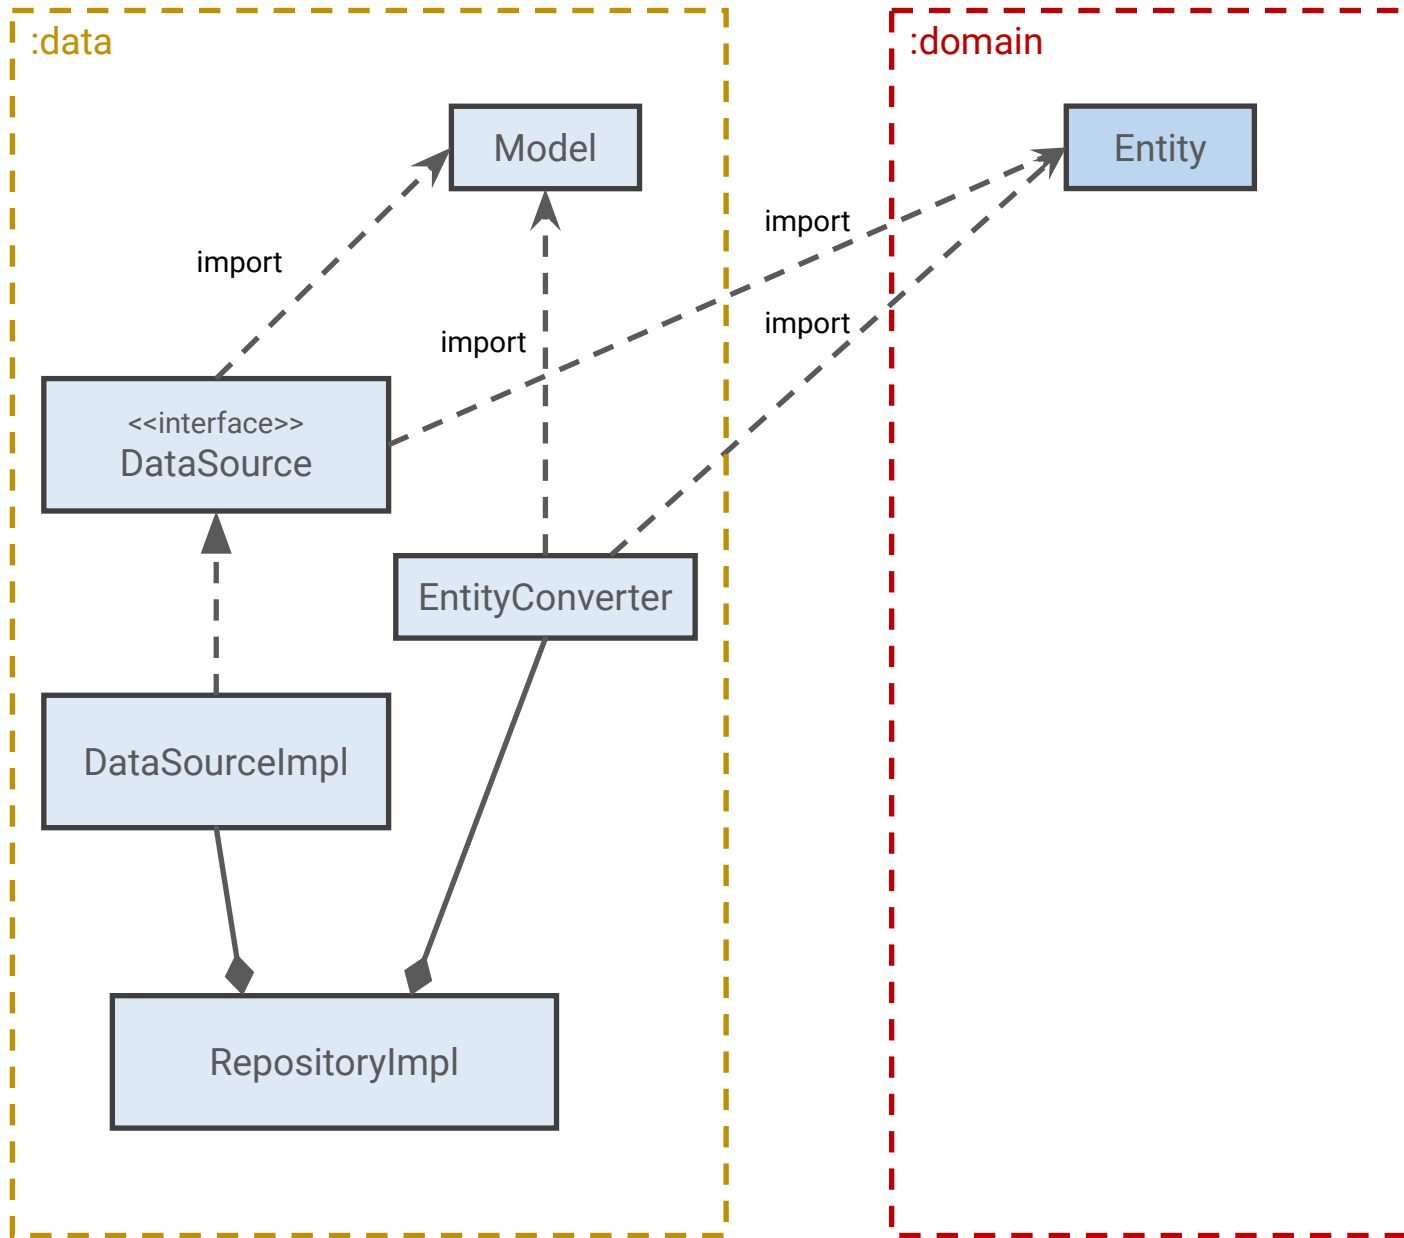 :data
:domain
Model
Entity
import
import
import
import
<<interface>>
DataSource
EntityConverter
DataSourceImpl
RepositoryImpl